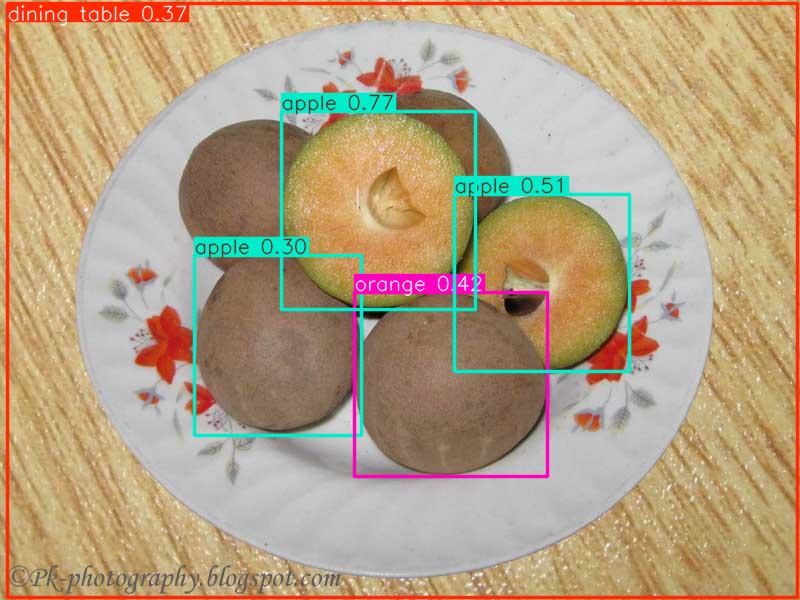 dining table 0.37
apple 0.77
apple 0.51
apple 0.30
orange 0.42
©Pk-photography.blogspot.com